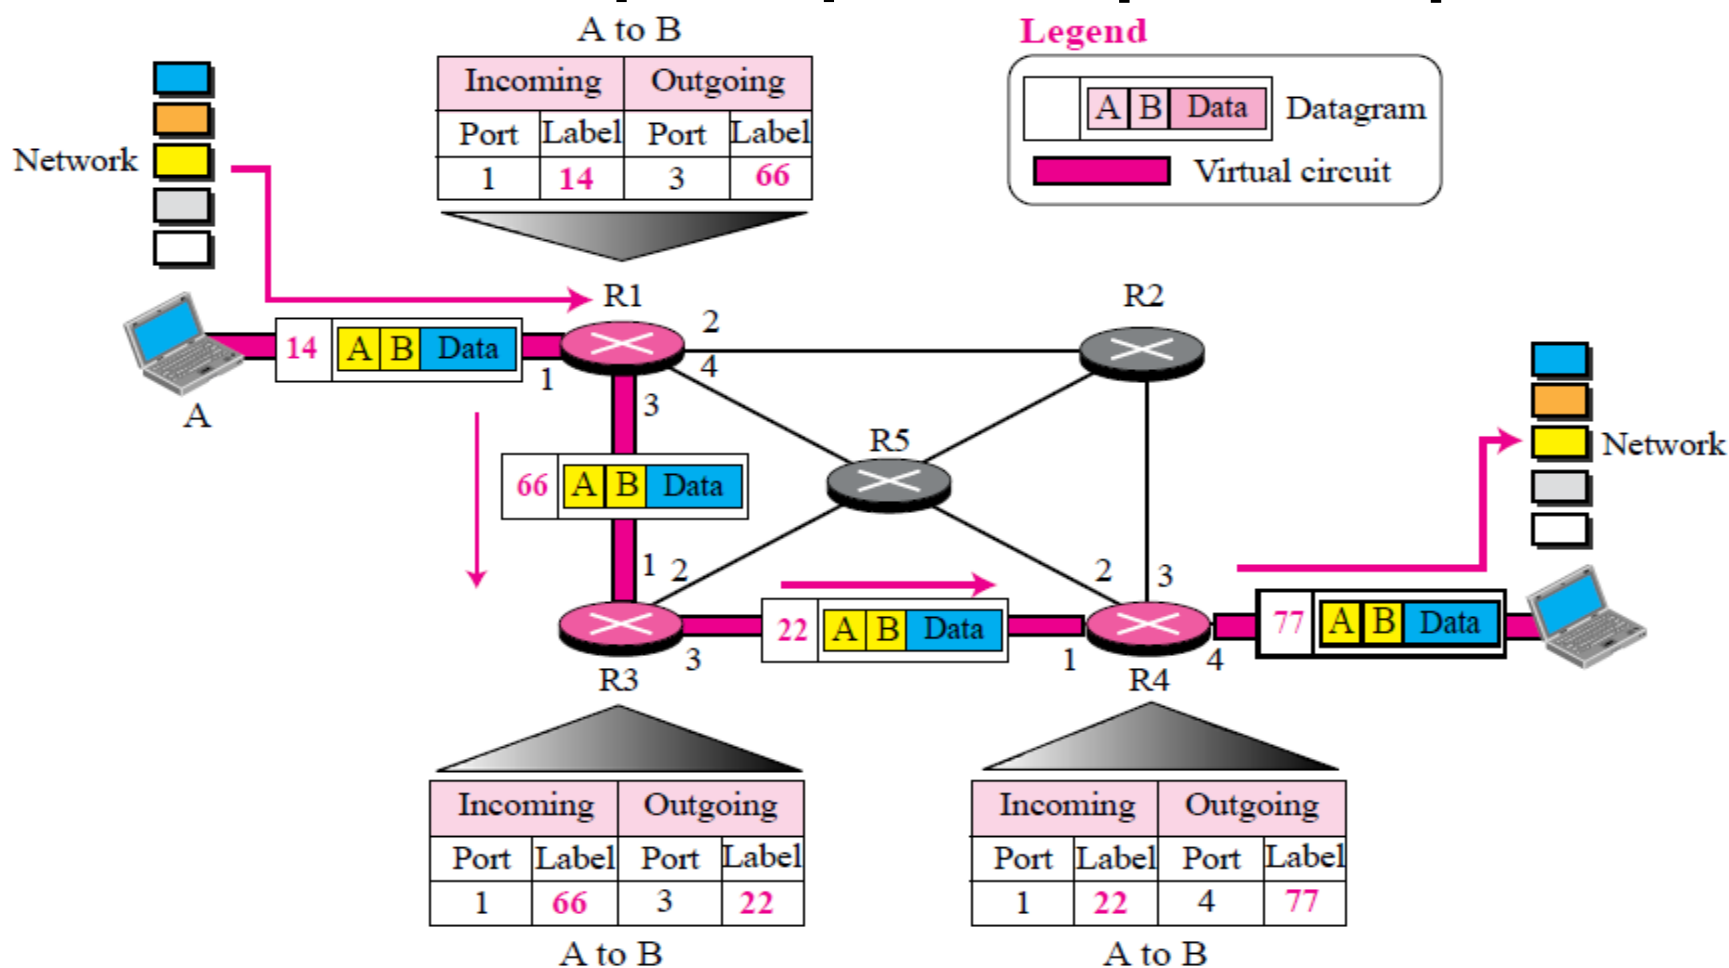 A to B
Incoming Outgoing
Port Label Port Label
1 14 3 66
Legend
A B Data Datagram
Virtual circuit
Network
R1
R2
14 A B Data
1
2
4
3
A
66 A B Data
R5
Network
1 2
2 3
22 A B Data
77 A B Data
3
1
4
R3
R4
Incoming Outgoing
Port Label Port Label
1 66 3 22
A to B
Incoming Outgoing
Port Label Port Label
1 22 4 77
A to B